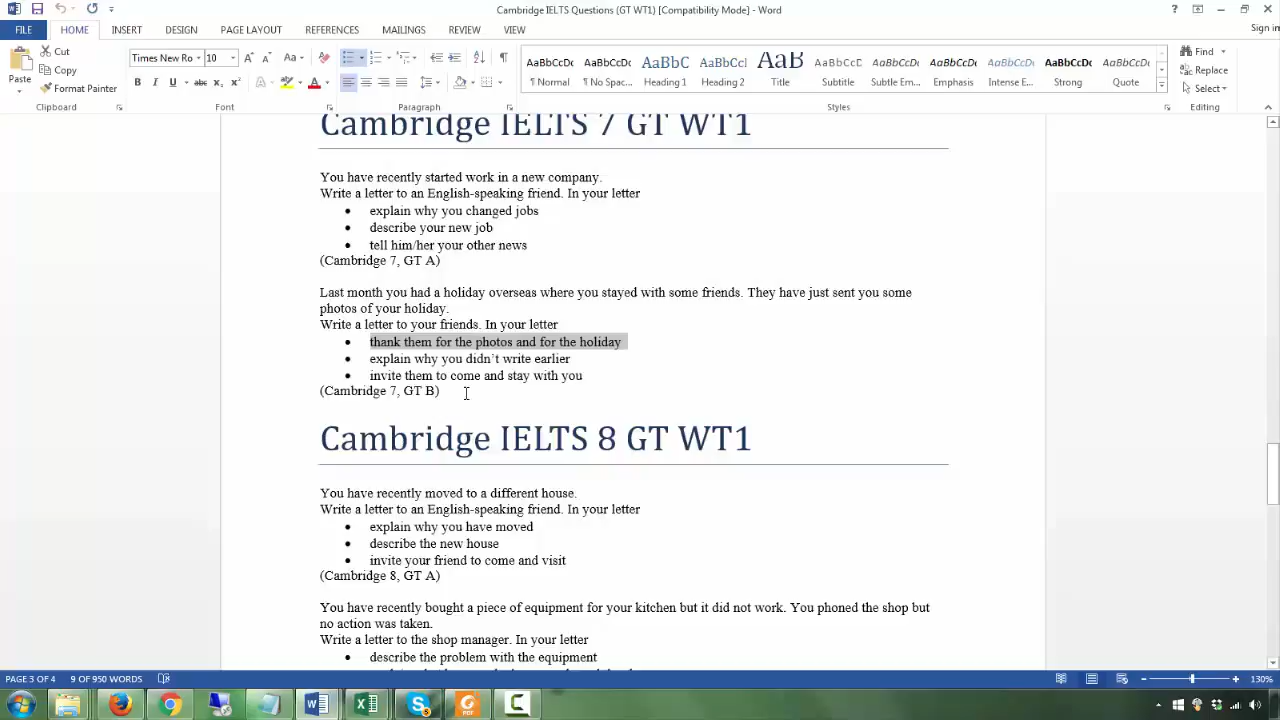 Cambridge IELTS Questions (GT WT1) [Compatibility Mode] - Word
Sign in
FILE HOME INSERT DESIGN PAGE LAYOUT REFERENCES MAILINGS REVIEW VIEW
Paste
Cut
Copy
Format Painter
Clipboard
Times New Ro 10
Font
Paragraph
AaBbCcDc AaBbCcDc AaBbC AaBbCcI AaB AaBbCcDc AaBbCcDc AaBbCcDc AaBbCcDc AaBbCcDc AaBbCcDc
¶ Normal ¶ No Spac... Heading 1 Heading 2 Title Subtitle Subtle Em... Emphasis Intense E... Strong Quote
Styles
Find
Replace
Select
Editing
Cambridge IELTS 7 GT WT1
You have recently started work in a new company.
Write a letter to an English-speaking friend. In your letter
• explain why you changed jobs
• describe your new job
• tell him/her your other news
(Cambridge 7, GT A)
Last month you had a holiday overseas where you stayed with some friends. They have just sent you some
photos of your holiday.
Write a letter to your friends. In your letter
• thank them for the photos and for the holiday
• explain why you didn't write earlier
• invite them to come and stay with you
(Cambridge 7, GT B)
Cambridge IELTS 8 GT WT1
You have recently moved to a different house.
Write a letter to an English-speaking friend. In your letter
• explain why you have moved
• describe the new house
• invite your friend to come and visit
(Cambridge 8, GT A)
You have recently bought a piece of equipment for your kitchen but it did not work. You phoned the shop but
no action was taken.
Write a letter to the shop manager. In your letter
• describe the problem with the equipment
PAGE 3 OF 4 9 OF 950 WORDS 130%